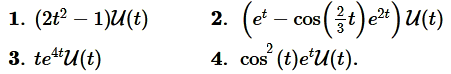 1. (2t² – 1)𝒰(t)    2. (eᵗ – cos(⅔t)e²ᵗ) 𝒰(t)
3. te⁴ᵗ𝒰(t)    4. cos²(t)eᵗ𝒰(t).